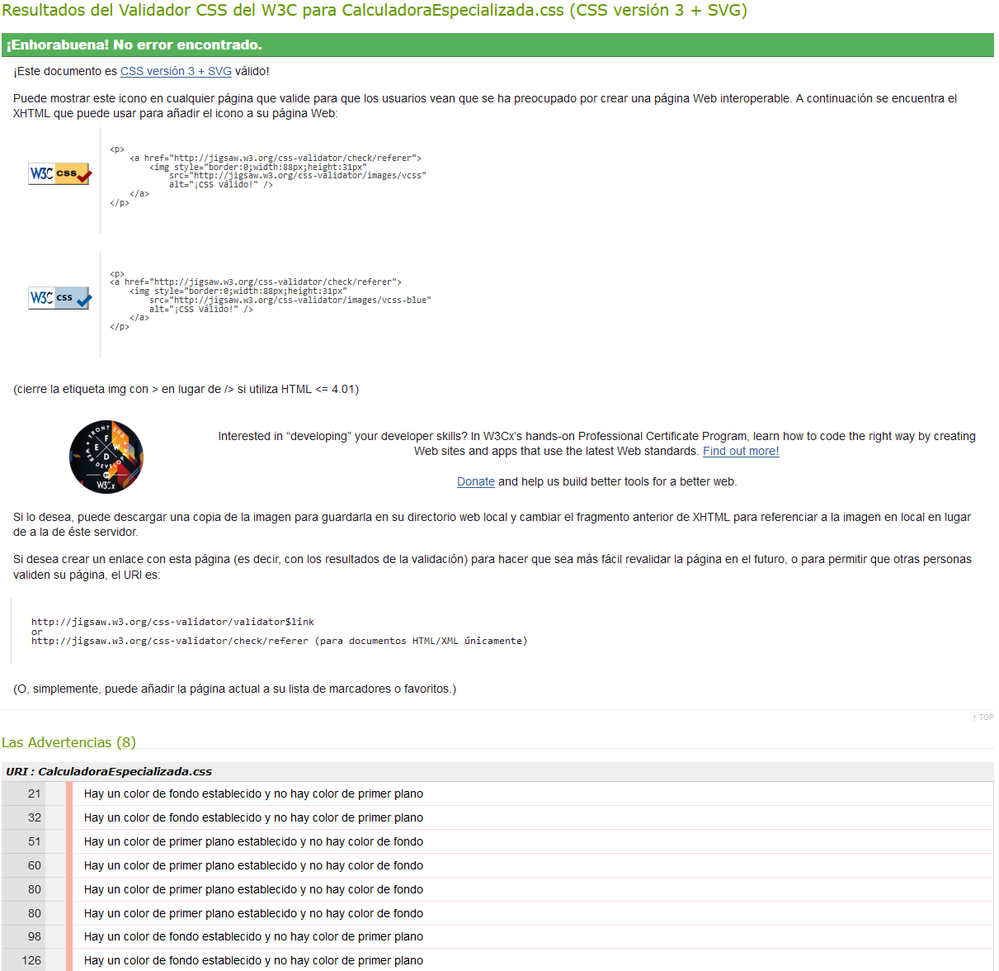 Resultados del Validador CSS del W3C para CalculadoraEspecializada.css (CSS versión 3 + SVG)
¡Enhorabuena! No error encontrado.
¡Este documento es CSS versión 3 + SVG válido!
Puede mostrar este icono en cualquier página que valide para que los usuarios vean que se ha preocupado por crear una página Web interoperable. A continuación se encuentra el
XHTML que puede usar para añadir el icono a su página Web:
W3C css
<p>
<a href="http://jigsaw.w3.org/css-validator/check/referer">
<img style="border:0;width:88px;height:31px"
src="http://jigsaw.w3.org/css-validator/images/vcss"
alt="¡CSS Válido!" />
</a>
</p>
W3C css
<p>
<a href="http://jigsaw.w3.org/css-validator/check/referer">
<img style="border:0;width:88px;height:31px"
src="http://jigsaw.w3.org/css-validator/images/vcss-blue"
alt="¡CSS Válido!" />
</a>
</p>
(cierre la etiqueta img con > en lugar de /> si utiliza HTML <= 4.01)
FRONT END
F
E W
D
WEB DEVELOPER
BY
W3Cx
Interested in “developing” your developer skills? In W3Cx’s hands-on Professional Certificate Program, learn how to code the right way by creating
Web sites and apps that use the latest Web standards. Find out more!
Donate and help us build better tools for a better web.
Si lo desea, puede descargar una copia de la imagen para guardarla en su directorio web local y cambiar el fragmento anterior de XHTML para referenciar a la imagen en local en lugar
de a la de éste servidor.
Si desea crear un enlace con esta página (es decir, con los resultados de la validación) para hacer que sea más fácil revalidar la página en el futuro, o para permitir que otras personas
validen su página, el URI es:
http://jigsaw.w3.org/css-validator/validator$link
or
http://jigsaw.w3.org/css-validator/check/referer (para documentos HTML/XML únicamente)
(O, simplemente, puede añadir la página actual a su lista de marcadores o favoritos.)
↑ TOP
Las Advertencias (8)
URI : CalculadoraEspecializada.css
21 Hay un color de fondo establecido y no hay color de primer plano
32 Hay un color de fondo establecido y no hay color de primer plano
51 Hay un color de primer plano establecido y no hay color de fondo
60 Hay un color de primer plano establecido y no hay color de fondo
80 Hay un color de primer plano establecido y no hay color de fondo
80 Hay un color de primer plano establecido y no hay color de fondo
98 Hay un color de fondo establecido y no hay color de primer plano
126 Hay un color de fondo establecido y no hay color de primer plano